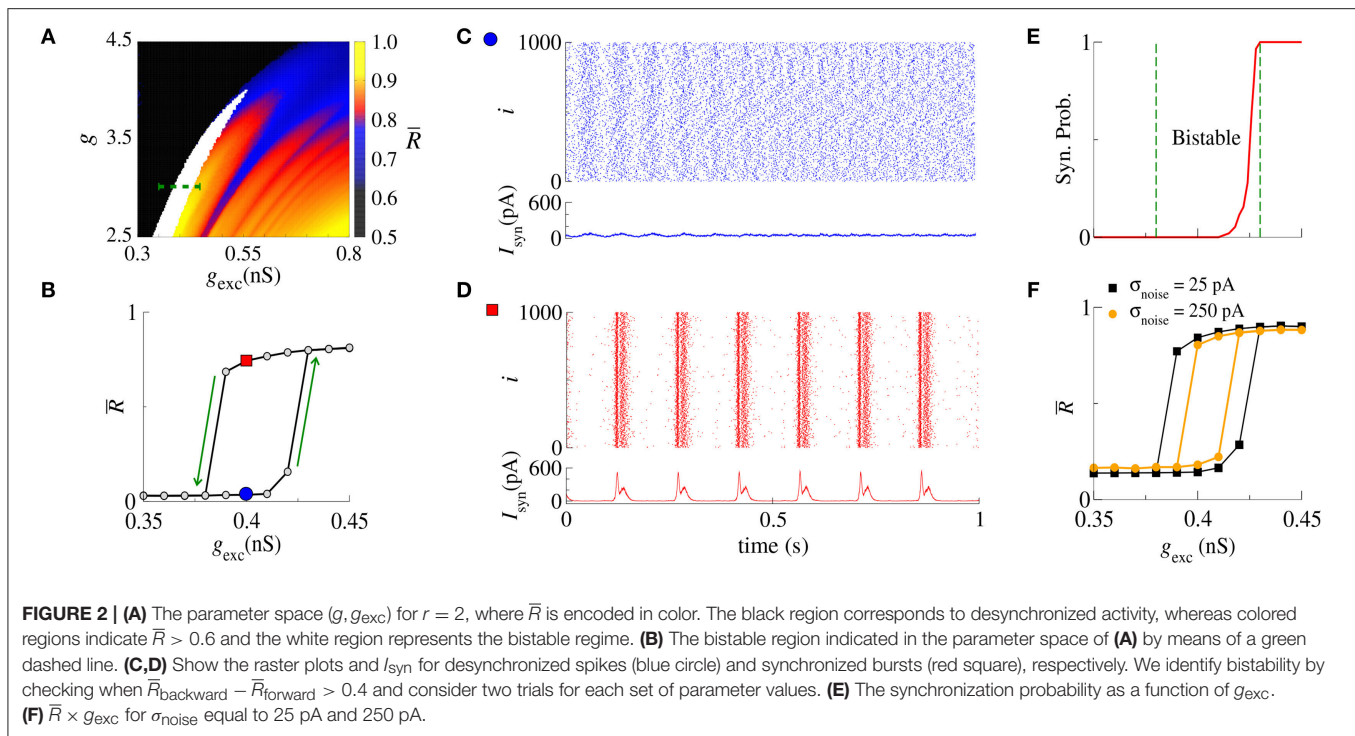 A
4.5
3.5
2.5
g
0.3
0.55
0.8
g_exc(nS)
1.0
0.9
0.8
0.7
0.6
0.5
R̅
B
1
0
R̅
0.35
0.4
0.45
g_exc(nS)
C
1000
i
0
600
0
I_syn(pA)
D
1000
i
0
600
0
I_syn(pA)
0
0.5
1
time (s)
E
1
0
Syn. Prob.
Bistable
F
σ_noise = 25 pA
σ_noise = 250 pA
1
0
R̅
0.35
0.4
0.45
g_exc (nS)
FIGURE 2 | (A) The parameter space (g, g_exc) for r = 2, where R̅ is encoded in color. The black region corresponds to desynchronized activity, whereas colored
regions indicate R̅ > 0.6 and the white region represents the bistable regime. (B) The bistable region indicated in the parameter space of (A) by means of a green
dashed line. (C,D) Show the raster plots and I_syn for desynchronized spikes (blue circle) and synchronized bursts (red square), respectively. We identify bistability by
checking when R̅_backward − R̅_forward > 0.4 and consider two trials for each set of parameter values. (E) The synchronization probability as a function of g_exc.
(F) R̅ × g_exc for σ_noise equal to 25 pA and 250 pA.